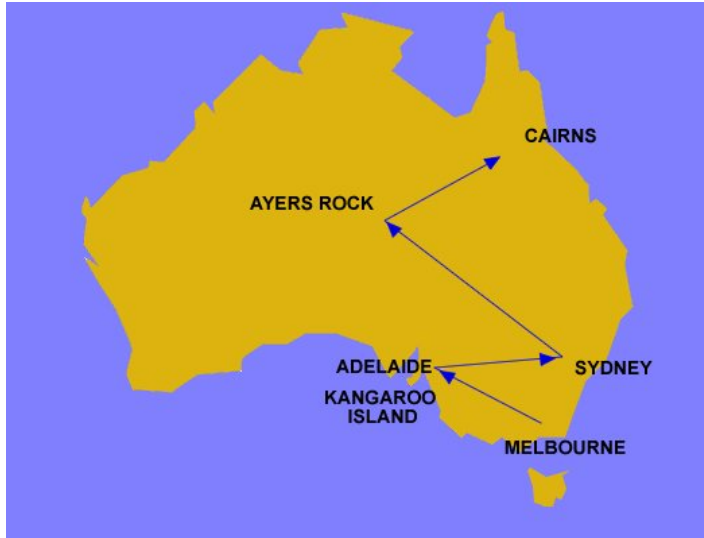 CAIRNS
AYERS ROCK
ADELAIDE
SYDNEY
KANGAROO
ISLAND
MELBOURNE